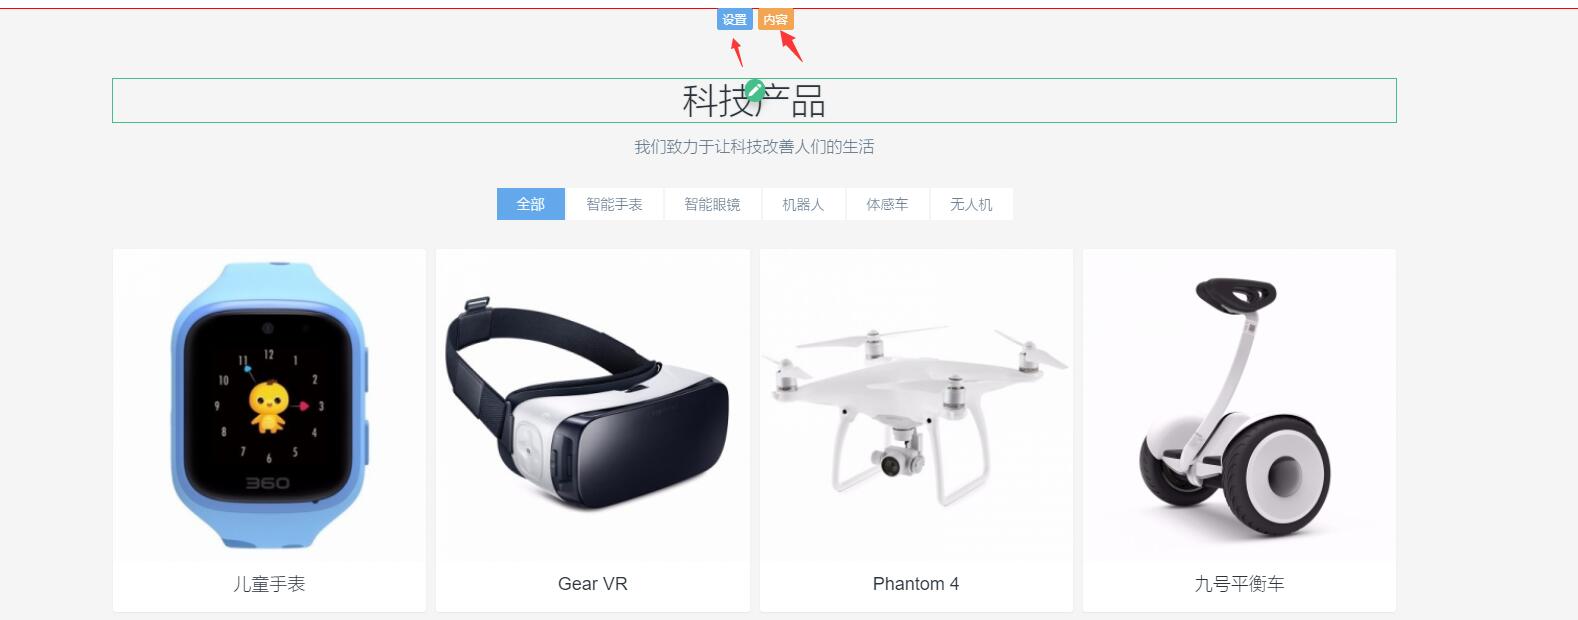 设置 内容
科技产品
我们致力于让科技改善人们的生活
全部 智能手表 智能眼镜 机器人 体感车 无人机
11 12 1
10 2
9 3
8 4
7 6 5
360
儿童手表 Gear VR Phantom 4 九号平衡车